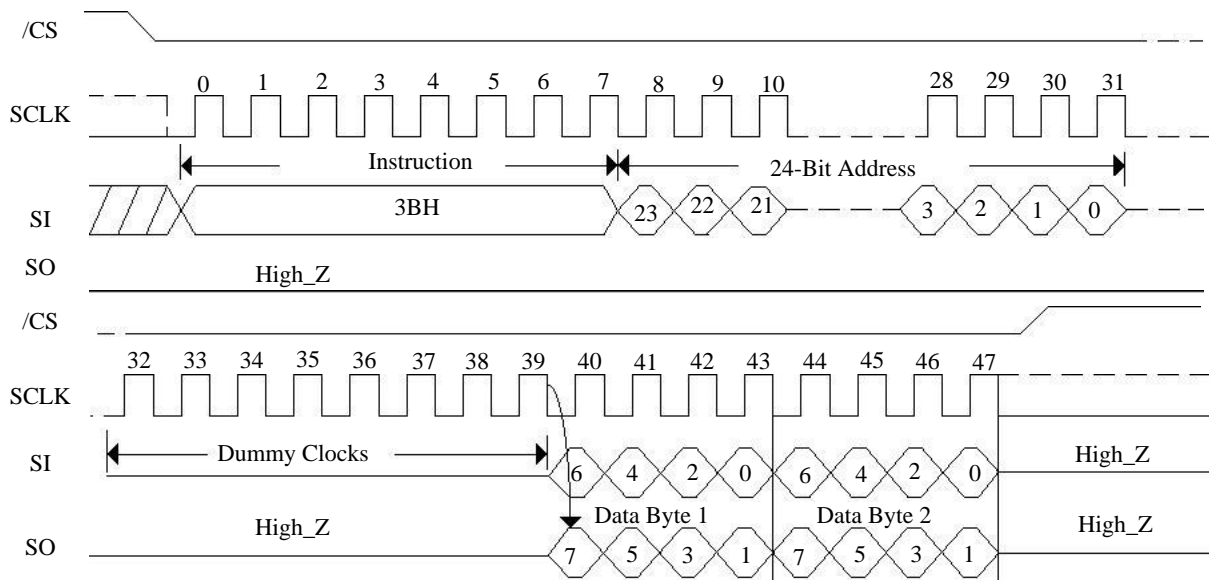 /CS
0 1 2 3 4 5 6 7 8 9 10 28 29 30 31
SCLK
Instruction 24-Bit Address
SI 3BH 23 22 21 3 2 1 0
SO High_Z
/CS
32 33 34 35 36 37 38 39 40 41 42 43 44 45 46 47
SCLK
SI Dummy Clocks 6 4 2 0 6 4 2 0 High_Z
Data Byte 1 Data Byte 2
SO High_Z 7 5 3 1 7 5 3 1 High_Z